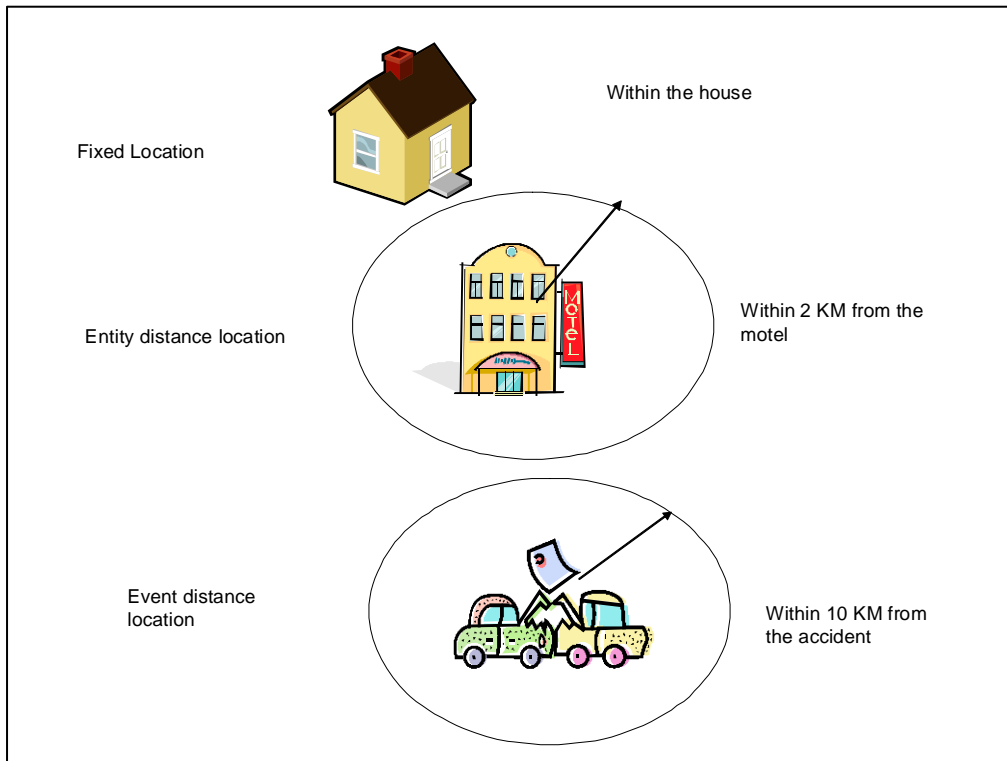 Within the house
Fixed Location
MOTEL
Entity distance location
Within 2 KM from the
motel
Event distance
location
Within 10 KM from
the accident